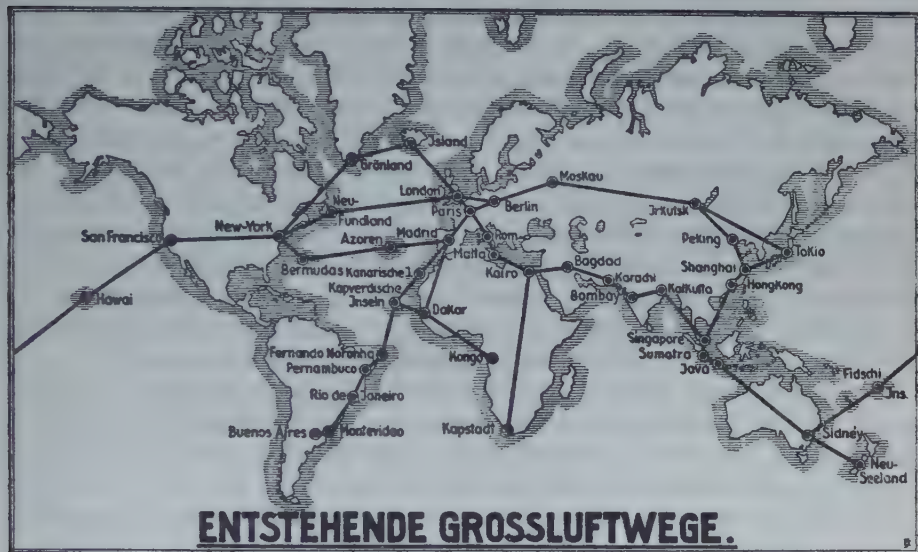 Jsland
Grönland
London
Moskau
Neu-
Fundland
Paris
Berlin
Jrkutsk
San Francisco
New-York
Azoren
Madrid
Rom
Peking
Tokio
Bermudas
Kanarische J.
Malta
Kairo
Bagdad
Shanghai
Kapverdische
Jnseln
Karachi
Hawai
Dakar
Bombay
Kalkutta
HongKong
Fernando Noronha
Pernambuco
Kongo
Singapore
Sumatra
Java
Fidschi
Jns.
Rio de Janeiro
Buenos Aires
Montevideo
Kapstadt
Sidney
Neu-
Seeland
ENTSTEHENDE GROSSLUFTWEGE.